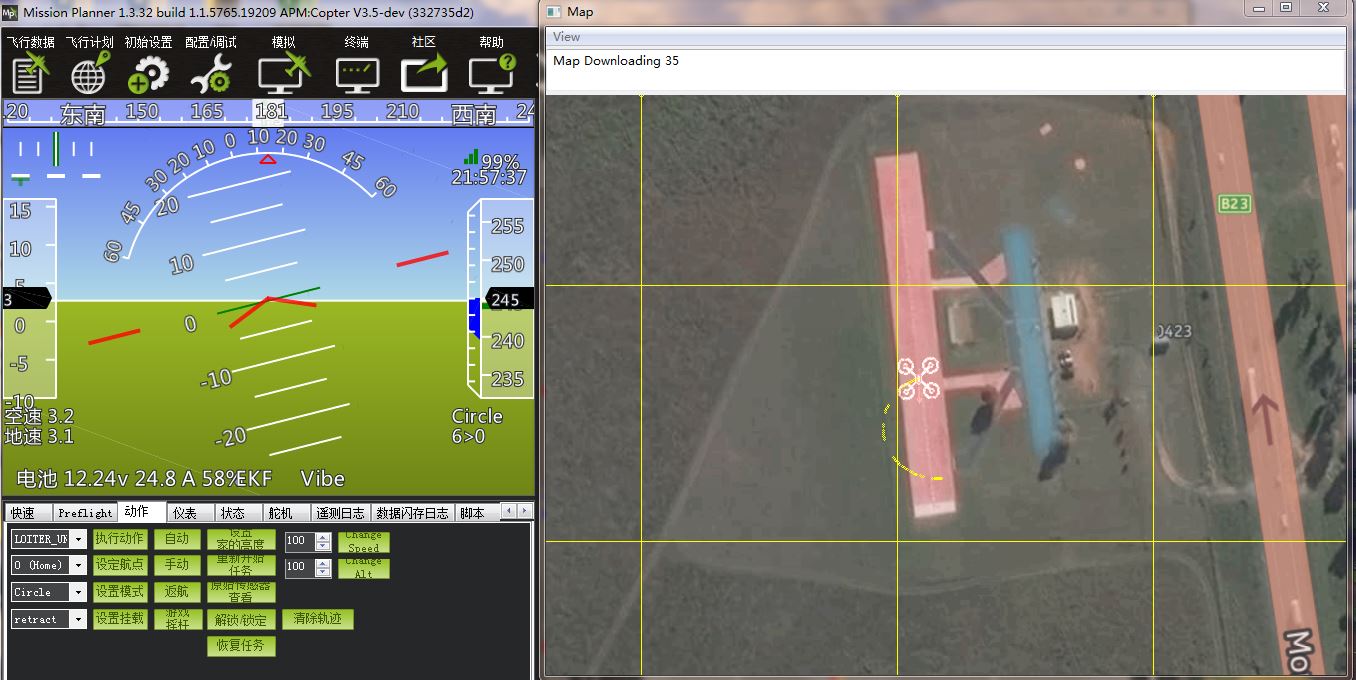 Mission Planner 1.3.32 build 1.1.5765.19209 APM:Copter V3.5-dev (332735d2)
飞行数据 飞行计划 初始设置 配置/调试 模拟 终端 社区 帮助
20 东南 150 165 181 195 210 西南 24
30 20 10 0 10 20 30 45 60
45
60
99%
21:57:37
15
10
5
3
0
-5
-10
20
10
0
-10
-20
255
250
245
240
235
空速 3.2
地速 3.1
Circle
6>0
电池 12.24v 24.8 A 58% EKF Vibe
快速 Preflight 动作 仪表 状态 舵机 遥测日志 数据闪存日志 脚本
LOITER_UN 执行动作 自动 设置家的高度 100 Change Speed
0 (Home) 设定航点 手动 重新开始任务 100 Change Alt
Circle 设置模式 返航 原始传感器查看
retract 设置挂载 游戏摇杆 解锁/锁定 清除轨迹
恢复任务
Map
View
Map Downloading 35
B23
0423
Mo